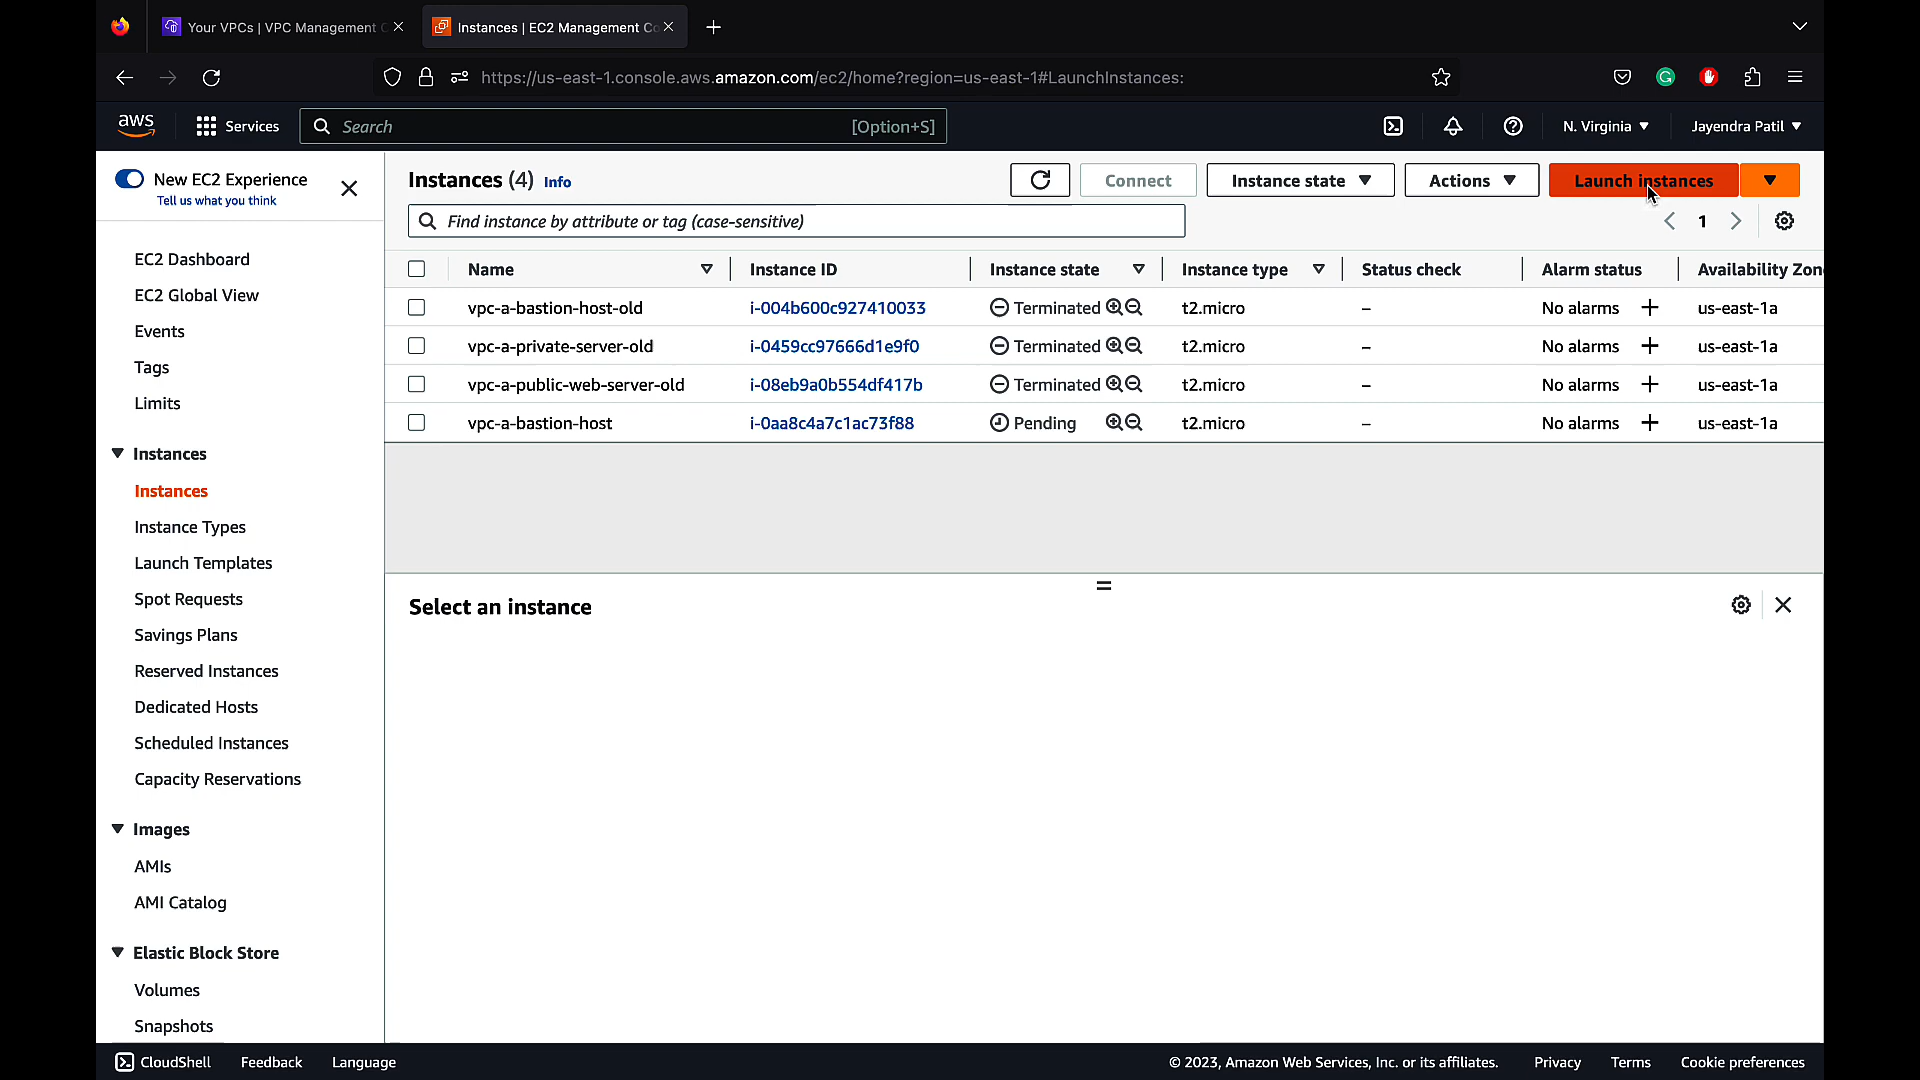 Your VPCs | VPC Management C
Instances | EC2 Management Co
https://us-east-1.console.aws.amazon.com/ec2/home?region=us-east-1#LaunchInstances:
aws Services Search [Option+S] N. Virginia Jayendra Patil
New EC2 Experience
Tell us what you think
EC2 Dashboard
EC2 Global View
Events
Tags
Limits
Instances
Instances
Instance Types
Launch Templates
Spot Requests
Savings Plans
Reserved Instances
Dedicated Hosts
Scheduled Instances
Capacity Reservations
Images
AMIs
AMI Catalog
Elastic Block Store
Volumes
Snapshots
Instances (4) Info Connect Instance state Actions Launch instances
Find instance by attribute or tag (case-sensitive) 1
Name Instance ID Instance state Instance type Status check Alarm status Availability Zon
vpc-a-bastion-host-old i-004b600c927410033 Terminated t2.micro – No alarms us-east-1a
vpc-a-private-server-old i-0459cc97666d1e9f0 Terminated t2.micro – No alarms us-east-1a
vpc-a-public-web-server-old i-08eb9a0b554df417b Terminated t2.micro – No alarms us-east-1a
vpc-a-bastion-host i-0aa8c4a7c1ac73f88 Pending t2.micro – No alarms us-east-1a
Select an instance
CloudShell Feedback Language © 2023, Amazon Web Services, Inc. or its affiliates. Privacy Terms Cookie preferences